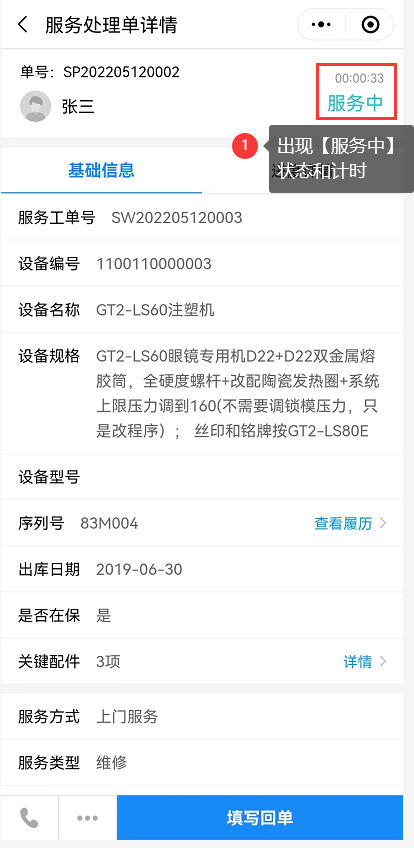 服务处理单详情
单号：SP202205120002
00:00:33
服务中
张三
1
出现【服务中】
状态和计时
基础信息
服务工单号 SW202205120003
设备编号 1100110000003
设备名称 GT2-LS60注塑机
设备规格 GT2-LS60眼镜专用机D22+D22双金属熔
胶筒，全硬度螺杆+改配陶瓷发热圈+系统
上限压力调到160(不需要调锁模压力，只
是改程序）； 丝印和铭牌按GT2-LS80E
设备型号
序列号 83M004 查看履历
出库日期 2019-06-30
是否在保 是
关键配件 3项 详情
服务方式 上门服务
服务类型 维修
填写回单